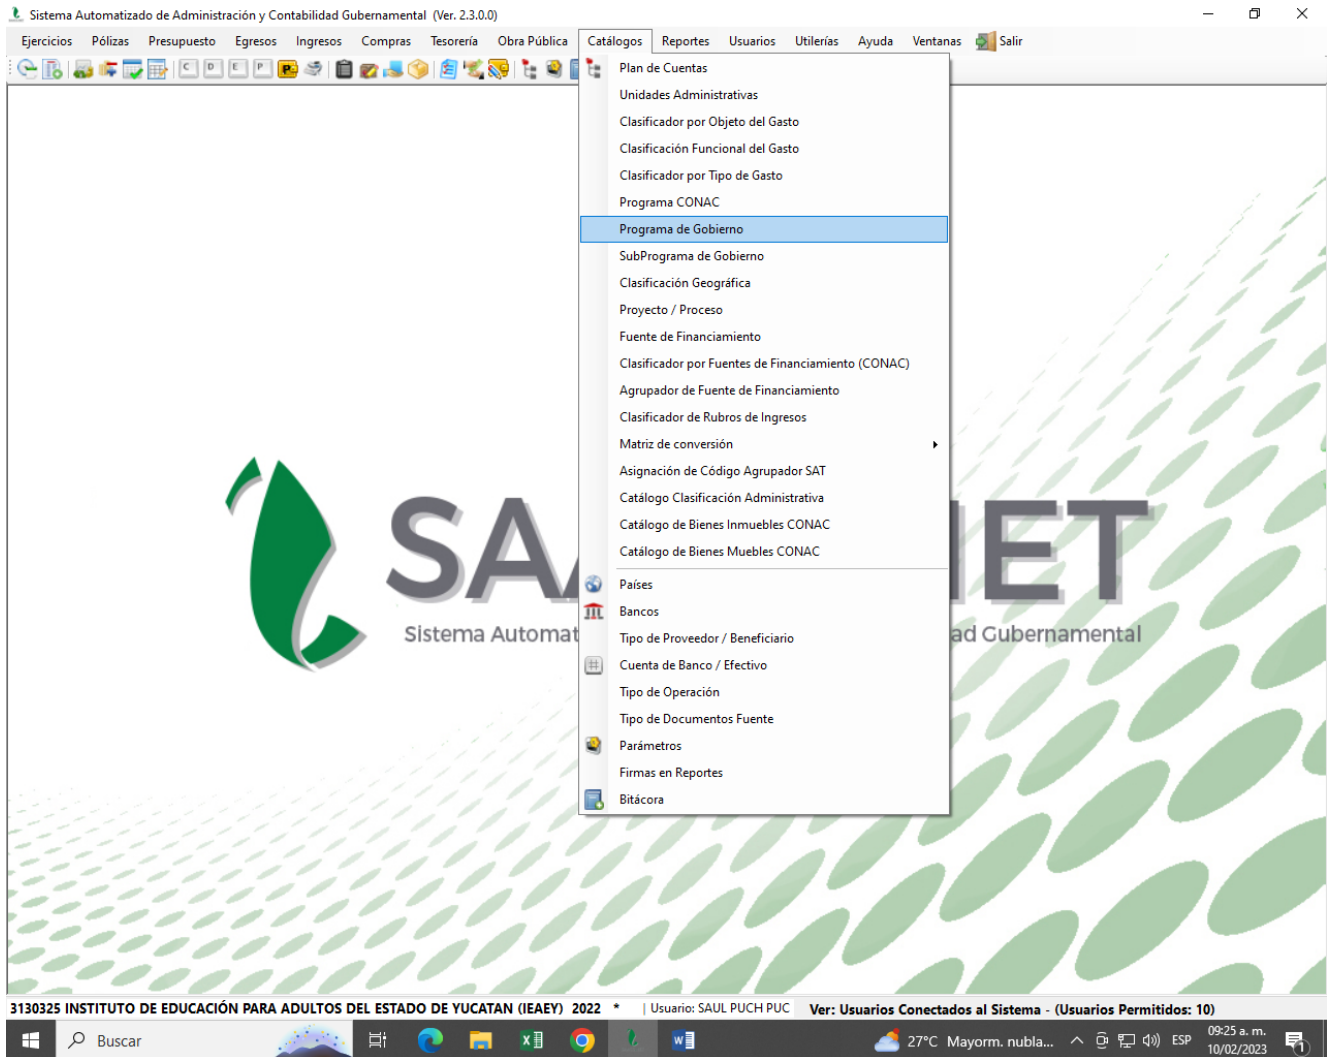 Sistema Automatizado de Administración y Contabilidad Gubernamental (Ver. 2.3.0.0)
Ejercicios Pólizas Presupuesto Egresos Ingresos Compras Tesorería Obra Pública Catálogos Reportes Usuarios Utilerías Ayuda Ventanas Salir
C D E P
Plan de Cuentas
Unidades Administrativas
Clasificador por Objeto del Gasto
Clasificación Funcional del Gasto
Clasificador por Tipo de Gasto
Programa CONAC
Programa de Gobierno
SubPrograma de Gobierno
Clasificación Geográfica
Proyecto / Proceso
Fuente de Financiamiento
Clasificador por Fuentes de Financiamiento (CONAC)
Agrupador de Fuente de Financiamiento
Clasificador de Rubros de Ingresos
Matriz de conversión
Asignación de Código Agrupador SAT
Catálogo Clasificación Administrativa
Catálogo de Bienes Inmuebles CONAC
Catálogo de Bienes Muebles CONAC
Países
Bancos
Tipo de Proveedor / Beneficiario
Cuenta de Banco / Efectivo
Tipo de Operación
Tipo de Documentos Fuente
Parámetros
Firmas en Reportes
Bitácora
SA ET
Sistema Automat ad Gubernamental
3130325 INSTITUTO DE EDUCACIÓN PARA ADULTOS DEL ESTADO DE YUCATAN (IEAEY) 2022 * | Usuario: SAUL PUCH PUC Ver: Usuarios Conectados al Sistema - (Usuarios Permitidos: 10)
Buscar 27°C Mayorm. nubla... ESP 09:25 a. m.
10/02/2023 1